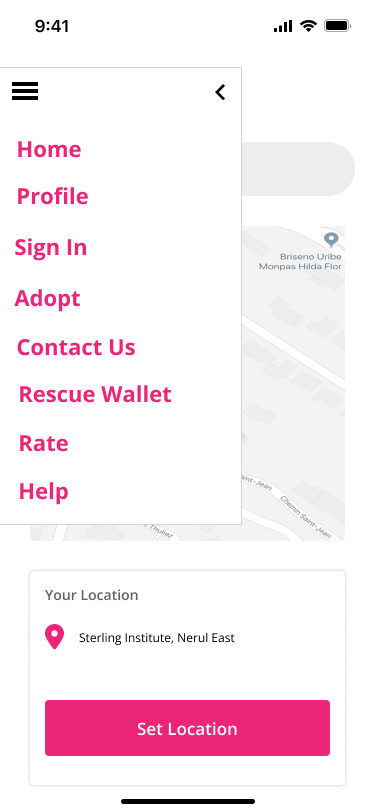 9:41
Home
Profile
Sign In
Adopt
Contact Us
Rescue Wallet
Rate
Help
Briseno Uribe
Monpas Hilda Flor
-Jean
Chemin Saint-Jean
Thuliez
Your Location
Sterling Institute, Nerul East
Set Location